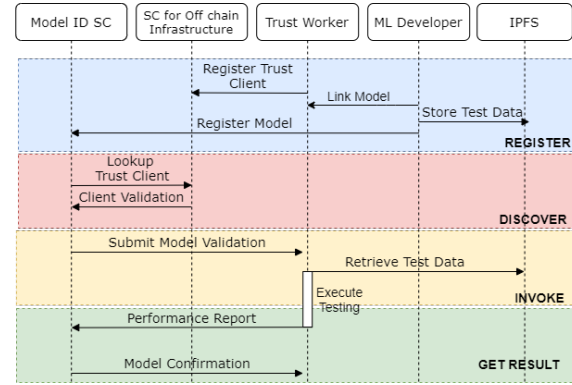 Model ID SC
SC for Off chain
Infrastructure
Trust Worker
ML Developer
IPFS
Register Trust
Client
Link Model
Store Test Data
Register Model
REGISTER
Lookup
Trust Client
Client Validation
DISCOVER
Submit Model Validation
Retrieve Test Data
Execute
Testing
INVOKE
Performance Report
Model Confirmation
GET RESULT